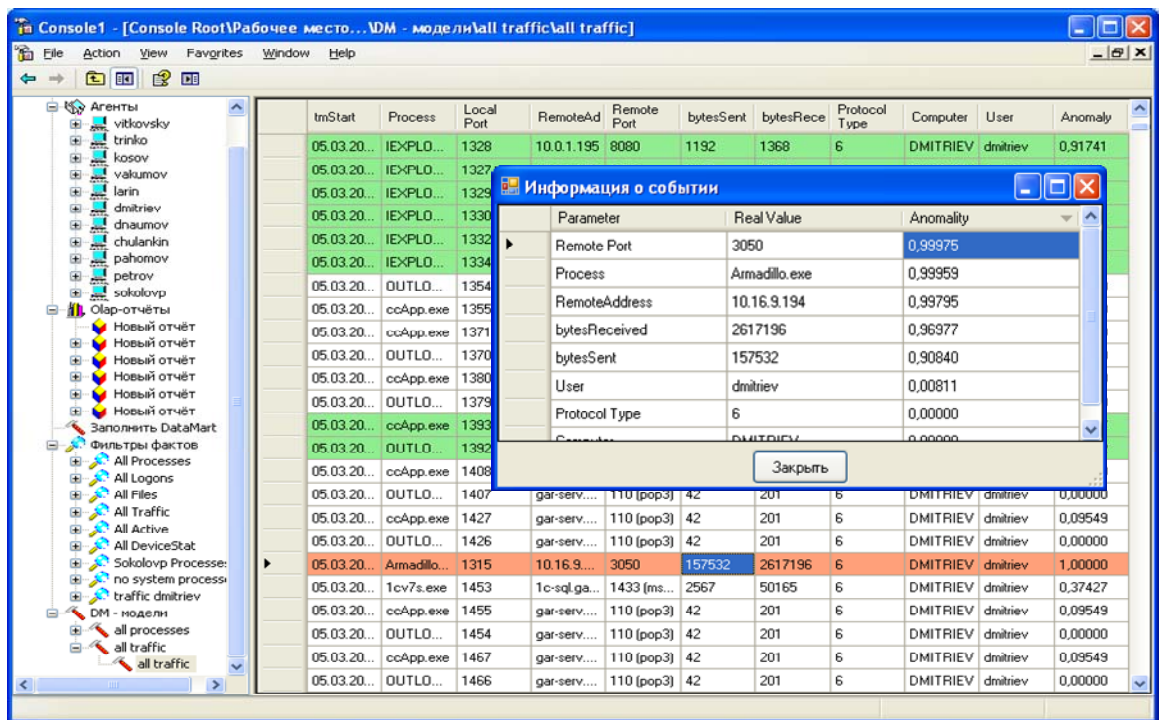 Console1 - [Console Root\Рабочее место...\DM - модели\all traffic\all traffic]
File Action View Favorites Window Help
Агенты
vitkovsky
trinko
kosov
vakumov
larin
dmitriev
dnaumov
chulankin
pahomov
petrov
sokolovp
Olap-отчёты
Новый отчёт
Новый отчёт
Новый отчёт
Новый отчёт
Новый отчёт
Новый отчёт
Заполнить DataMart
Фильтры фактов
All Processes
All Logons
All Files
All Traffic
All Active
All DeviceStat
Sokolovp Processe
no system process
traffic dmitriev
DM - модели
all processes
all traffic
all traffic
tmStart Process Local Port RemoteAd Remote Port bytesSent bytesRece Protocol Type Computer User Anomaly
05.03.20... IEXPLO... 1328 10.0.1.195 8080 1192 1368 6 DMITRIEV dmitriev 0,91741
05.03.20... IEXPLO... 1327
05.03.20... IEXPLO... 1329
05.03.20... IEXPLO... 1330
05.03.20... IEXPLO... 1332
05.03.20... IEXPLO... 1334
05.03.20... OUTLO... 1354
05.03.20... ccApp.exe 1355
05.03.20... ccApp.exe 1371
05.03.20... OUTLO... 1370
05.03.20... ccApp.exe 1380
05.03.20... OUTLO... 1379
05.03.20... ccApp.exe 1393
05.03.20... OUTLO... 1392
05.03.20... ccApp.exe 1408
05.03.20... OUTLO... 1407 gar-serv.... 110 (pop3) 42 201 6 DMITRIEV dmitriev 0,00000
05.03.20... ccApp.exe 1427 gar-serv.... 110 (pop3) 42 201 6 DMITRIEV dmitriev 0,09549
05.03.20... OUTLO... 1426 gar-serv.... 110 (pop3) 42 201 6 DMITRIEV dmitriev 0,00000
05.03.20... Armadillo... 1315 10.16.9.... 3050 157532 2617196 6 DMITRIEV dmitriev 1,00000
05.03.20... 1cv7s.exe 1453 1c-sql.ga... 1433 (ms... 2567 50165 6 DMITRIEV dmitriev 0,37427
05.03.20... ccApp.exe 1455 gar-serv.... 110 (pop3) 42 201 6 DMITRIEV dmitriev 0,09549
05.03.20... OUTLO... 1454 gar-serv.... 110 (pop3) 42 201 6 DMITRIEV dmitriev 0,00000
05.03.20... ccApp.exe 1467 gar-serv.... 110 (pop3) 42 201 6 DMITRIEV dmitriev 0,09549
05.03.20... OUTLO... 1466 gar-serv.... 110 (pop3) 42 201 6 DMITRIEV dmitriev 0,00000
Информация о событии
Parameter Real Value Anomality
Remote Port 3050 0,99975
Process Armadillo.exe 0,99959
RemoteAddress 10.16.9.194 0,99795
bytesReceived 2617196 0,96977
bytesSent 157532 0,90840
User dmitriev 0,00811
Protocol Type 6 0,00000
Computer DMITRIEV 0,00000
Закрыть